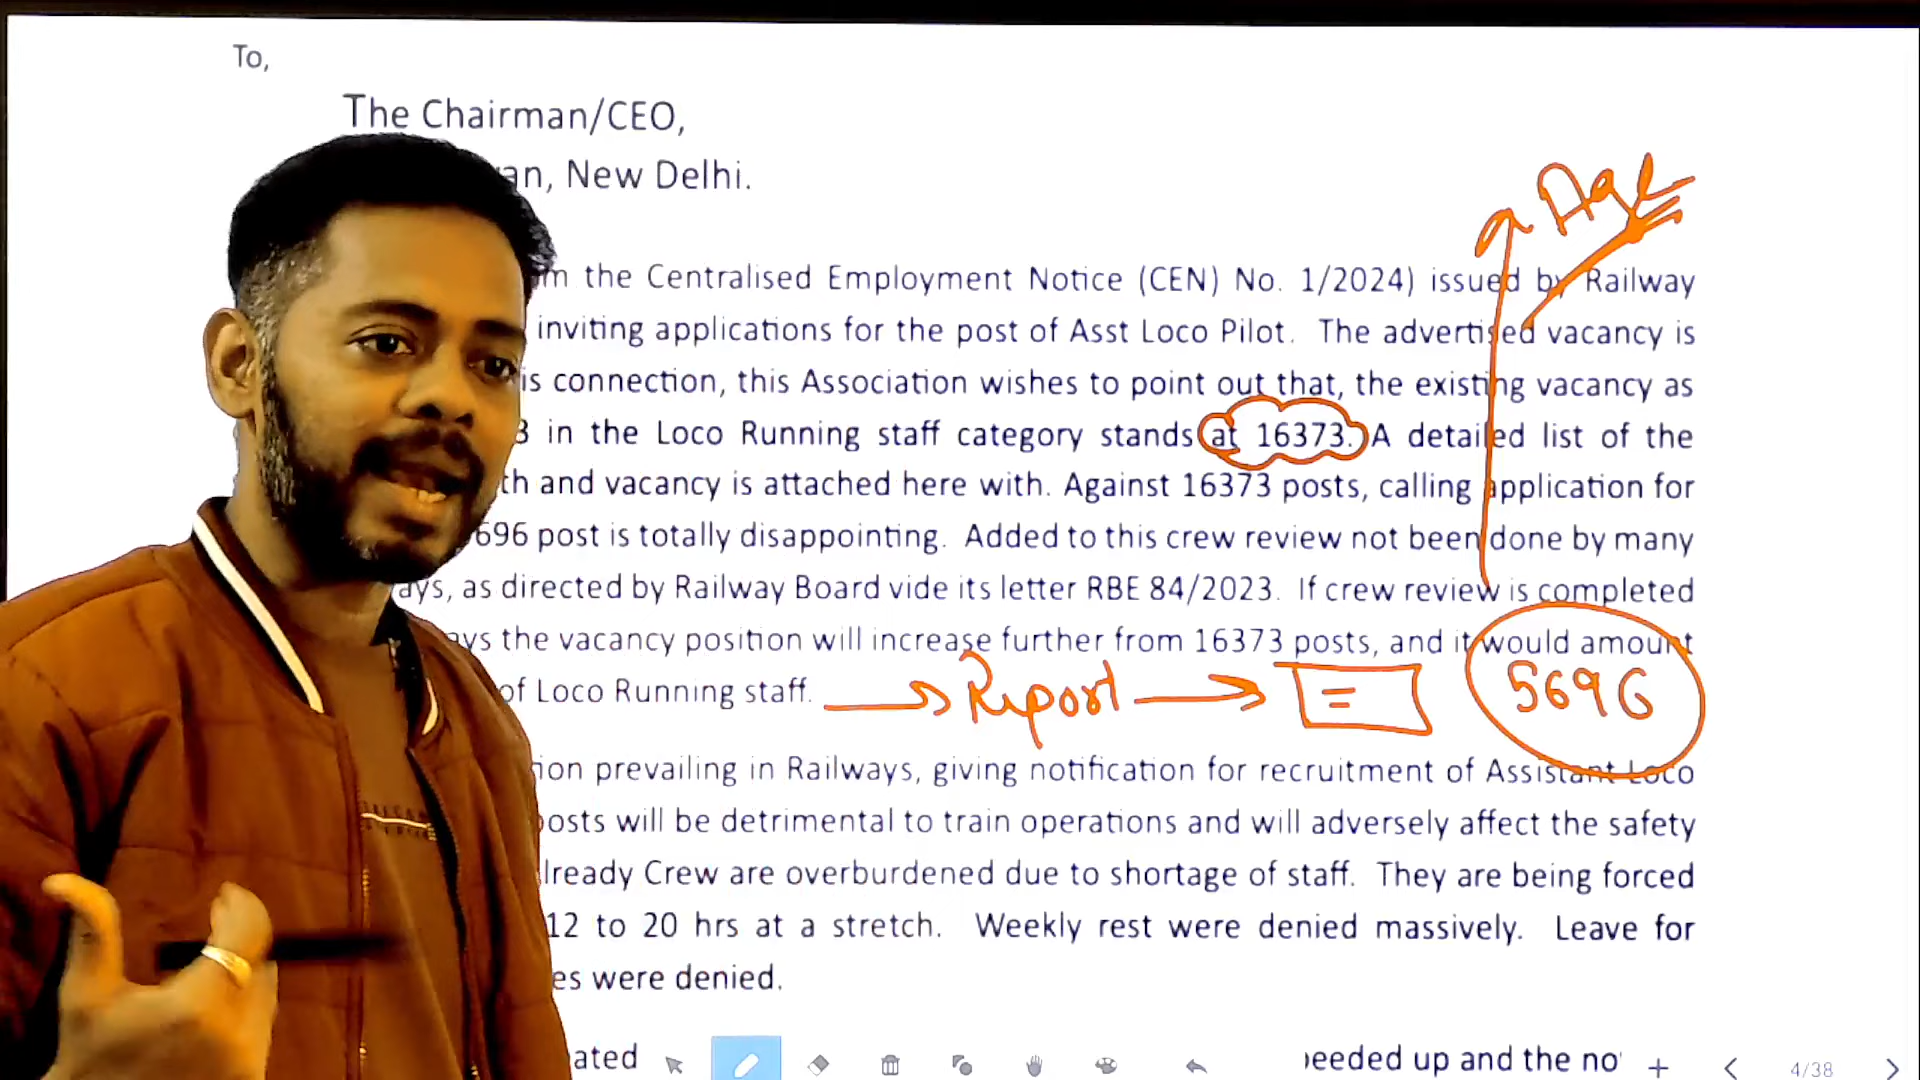 To,
The Chairman/CEO,
an, New Delhi.
Age
m the Centralised Employment Notice (CEN) No. 1/2024) issued by Railway
inviting applications for the post of Asst Loco Pilot. The advertised vacancy is
is connection, this Association wishes to point out that, the existing vacancy as
3 in the Loco Running staff category stands at 16373. A detailed list of the
th and vacancy is attached here with. Against 16373 posts, calling application for
696 post is totally disappointing. Added to this crew review not been done by many
ays, as directed by Railway Board vide its letter RBE 84/2023. If crew review is completed
ays the vacancy position will increase further from 16373 posts, and it would amount
of Loco Running staff. → Report → = 5696
ion prevailing in Railways, giving notification for recruitment of Assistant Loco
posts will be detrimental to train operations and will adversely affect the safety
lready Crew are overburdened due to shortage of staff. They are being forced
12 to 20 hrs at a stretch. Weekly rest were denied massively. Leave for
es were denied.
ated eeded up and the no
4/38